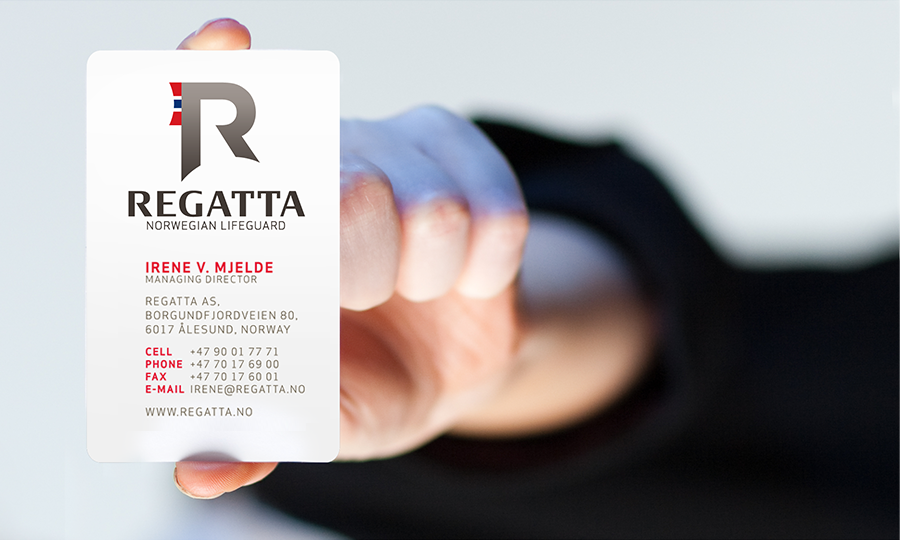 R
REGATTA
NORWEGIAN LIFEGUARD
IRENE V. MJELDE
MANAGING DIRECTOR
REGATTA AS,
BORGUNDFJORDVEIEN 80,
6017 ÅLESUND, NORWAY
CELL +47 90 01 77 71
PHONE +47 70 17 69 00
FAX +47 70 17 60 01
E-MAIL IRENE@REGATTA.NO
WWW.REGATTA.NO